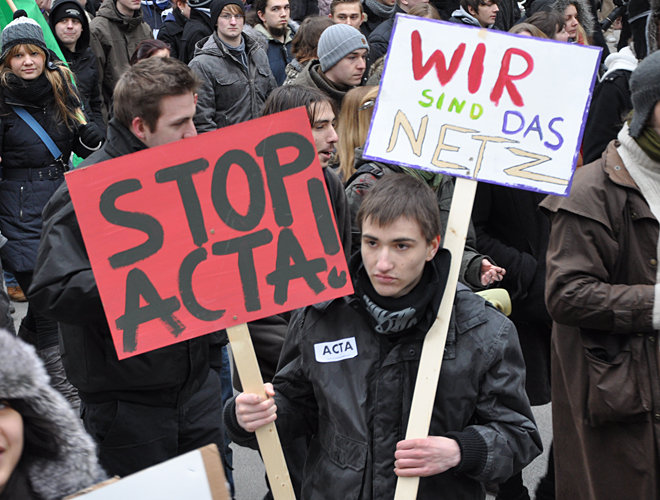 STOP
ACTA!
WIR
SIND DAS
NETZ
ACTA